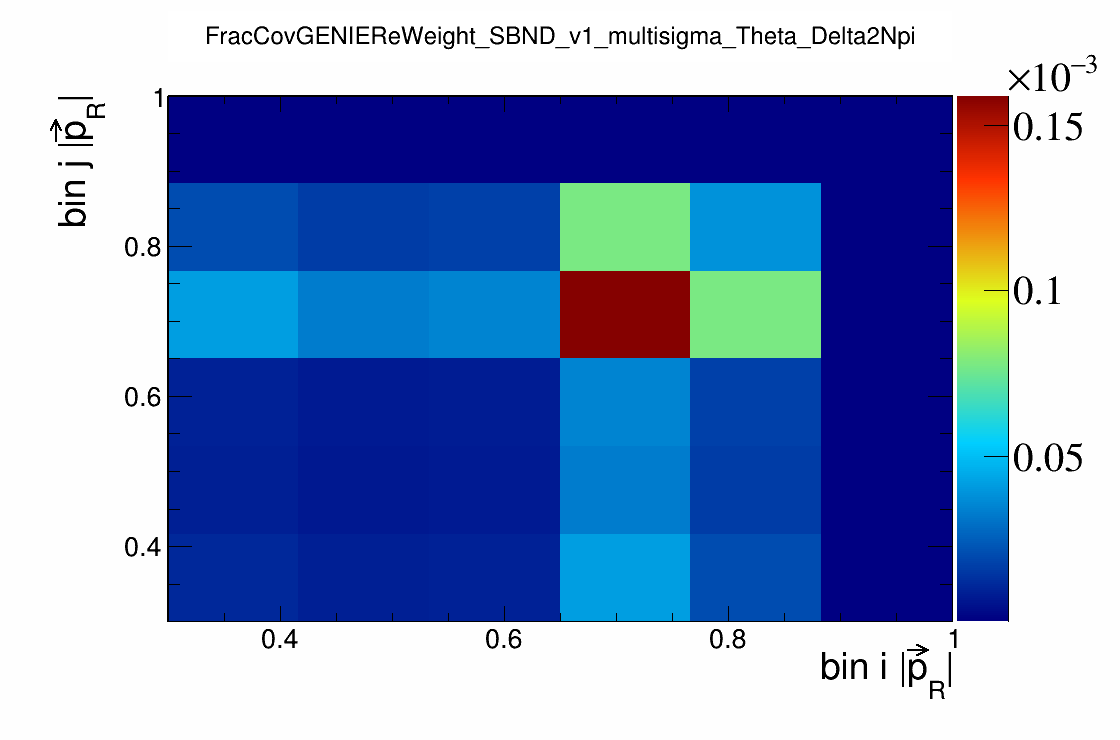 FracCovGENIEReWeight_SBND_v1_multisigma_Theta_Delta2Npi
×10⁻³
bin j |p⃗_R|
1
0.8
0.6
0.4
0.15
0.1
0.05
0.4 0.6 0.8 1
bin i |p⃗_R|